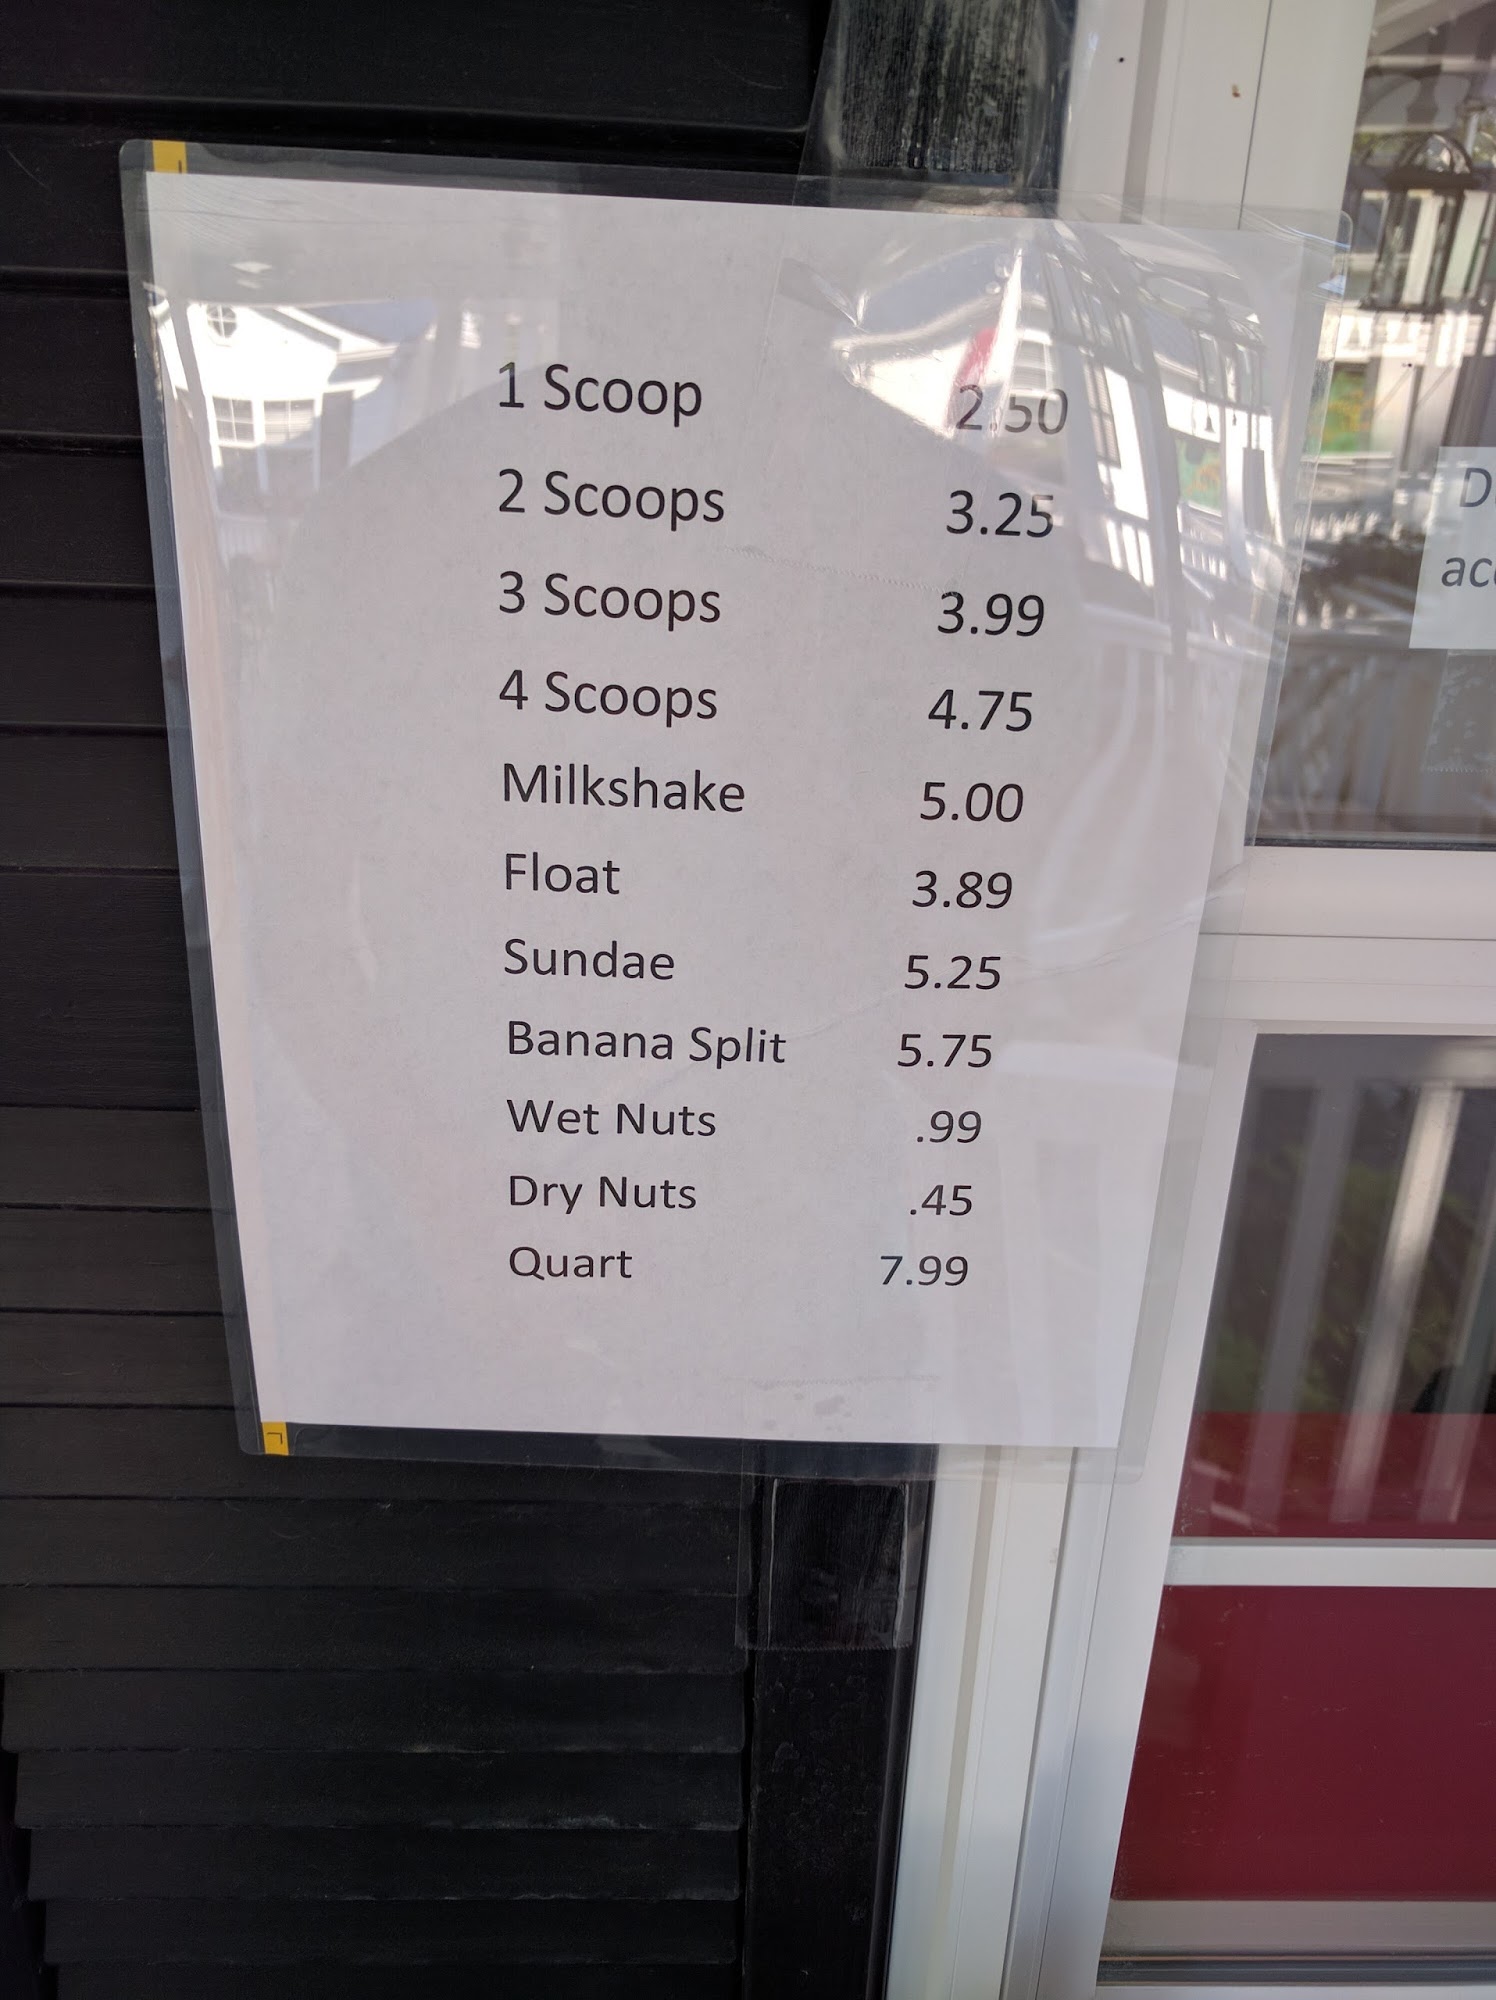 1 Scoop 2.50
2 Scoops 3.25
3 Scoops 3.99
4 Scoops 4.75
Milkshake 5.00
Float 3.89
Sundae 5.25
Banana Split 5.75
Wet Nuts .99
Dry Nuts .45
Quart 7.99